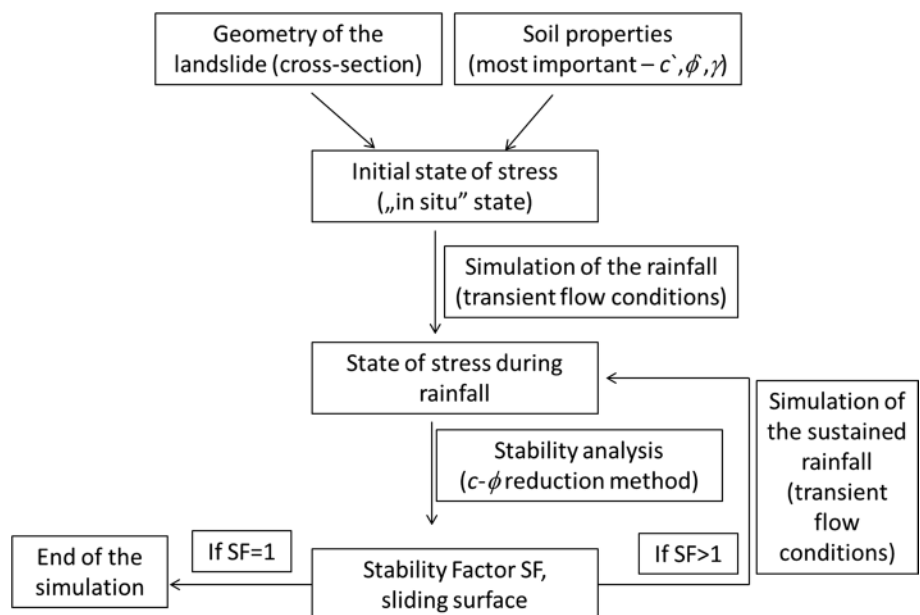 Geometry of the
landslide (cross-section)
Soil properties
(most important – c`,ϕ`,γ)
Initial state of stress
(„in situ” state)
Simulation of the rainfall
(transient flow conditions)
State of stress during
rainfall
Stability analysis
(c-ϕ reduction method)
Simulation of
the sustained
rainfall
(transient
flow
conditions)
If SF=1
If SF>1
End of the
simulation
Stability Factor SF,
sliding surface